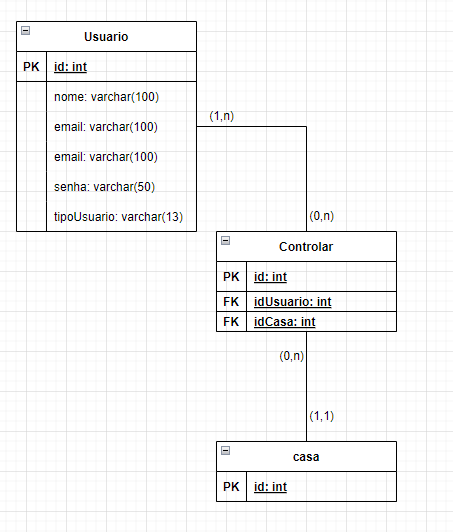 Usuario
PK id: int
nome: varchar(100)
email: varchar(100)
email: varchar(100)
senha: varchar(50)
tipoUsuario: varchar(13)
(1,n)
(0,n)
Controlar
PK id: int
FK idUsuario: int
FK idCasa: int
(0,n)
(1,1)
casa
PK id: int